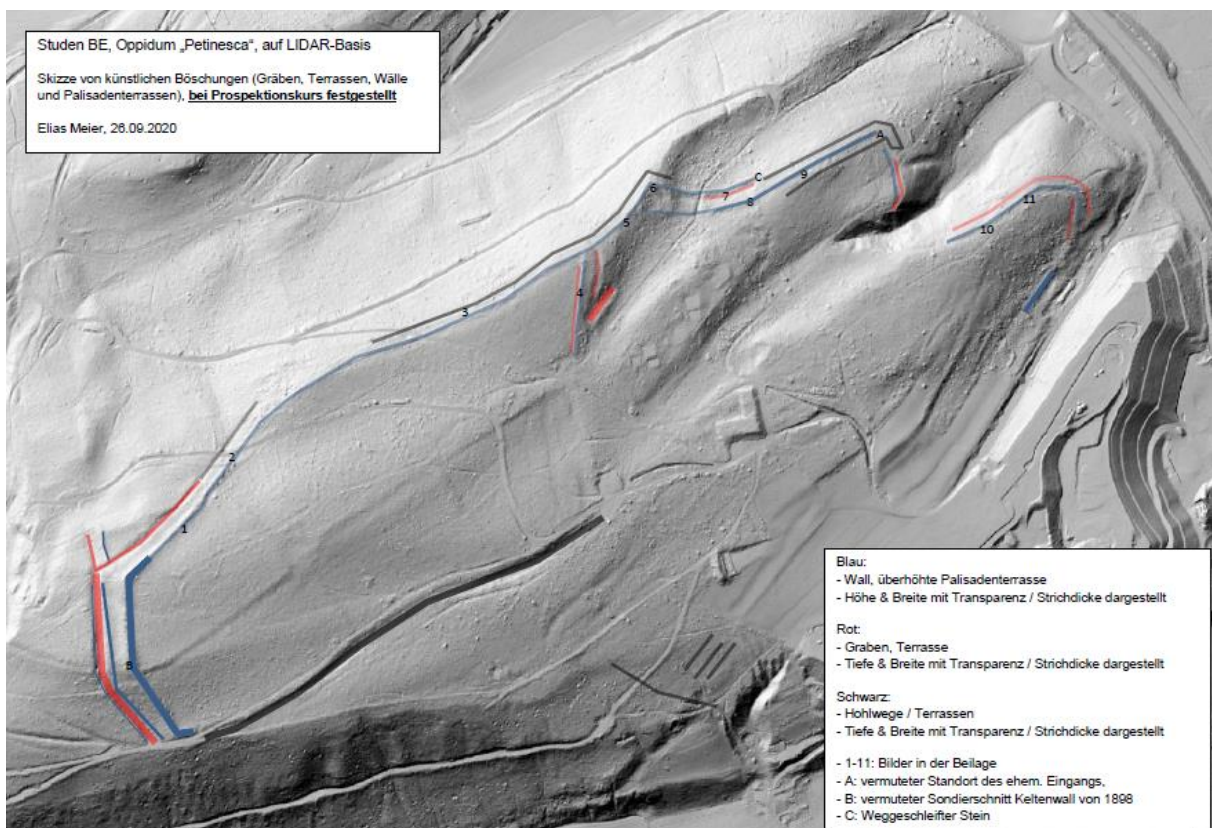 Studen BE, Oppidum „Petinesca“, auf LIDAR-Basis
Skizze von künstlichen Böschungen (Gräben, Terrassen, Wälle
und Palisadenterrassen), bei Prospektionskurs festgestellt
Elias Meier, 26.09.2020
A
C
6
7
9
8
5
11
10
4
3
2
1
B
Blau:
- Wall, überhöhte Palisadenterrasse
- Höhe & Breite mit Transparenz / Strichdicke dargestellt
Rot:
- Graben, Terrasse
- Tiefe & Breite mit Transparenz / Strichdicke dargestellt
Schwarz:
- Hohlwege / Terrassen
- Tiefe & Breite mit Transparenz / Strichdicke dargestellt
- 1-11: Bilder in der Beilage
- A: vermuteter Standort des ehem. Eingangs,
- B: vermuteter Sondierschnitt Keltenwall von 1898
- C: Weggeschleifter Stein